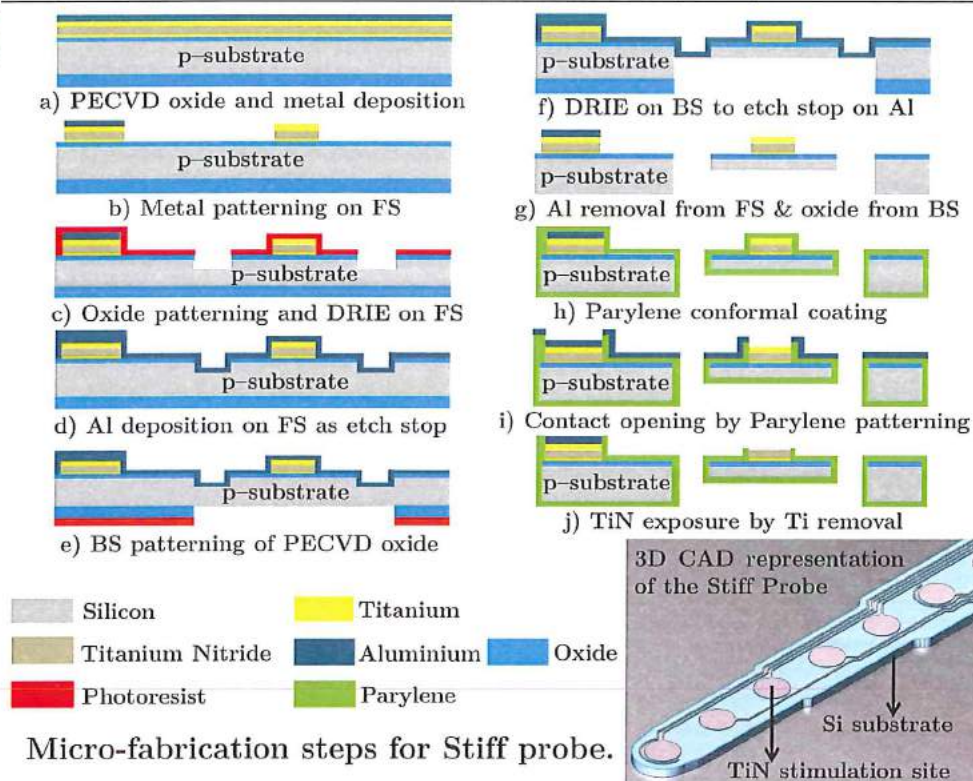 p-substrate
a) PECVD oxide and metal deposition
p-substrate
b) Metal patterning on FS
p-substrate
c) Oxide patterning and DRIE on FS
p-substrate
d) Al deposition on FS as etch stop
p-substrate
e) BS patterning of PECVD oxide
p-substrate
f) DRIE on BS to etch stop on Al
p-substrate
g) Al removal from FS & oxide from BS
p-substrate
h) Parylene conformal coating
p-substrate
i) Contact opening by Parylene patterning
p-substrate
j) TiN exposure by Ti removal
Silicon
Titanium
Titanium Nitride
Aluminium
Oxide
Photoresist
Parylene
Micro-fabrication steps for Stiff probe.
3D CAD representation
of the Stiff Probe
Si substrate
TiN stimulation site